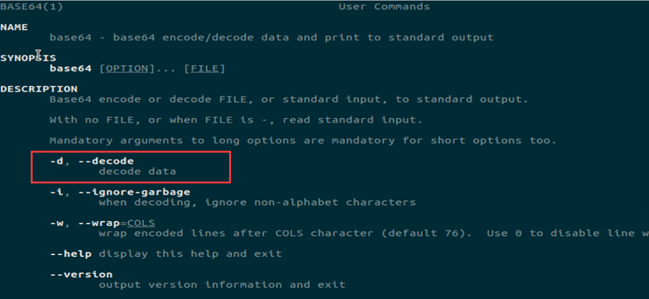 BASE64(1) User Commands
NAME
base64 - base64 encode/decode data and print to standard output
SYNOPSIS
base64 [OPTION]... [FILE]
DESCRIPTION
Base64 encode or decode FILE, or standard input, to standard output.
With no FILE, or when FILE is -, read standard input.
Mandatory arguments to long options are mandatory for short options too.
-d, --decode
decode data
-i, --ignore-garbage
when decoding, ignore non-alphabet characters
-w, --wrap=COLS
wrap encoded lines after COLS character (default 76). Use 0 to disable line w
--help display this help and exit
--version
output version information and exit